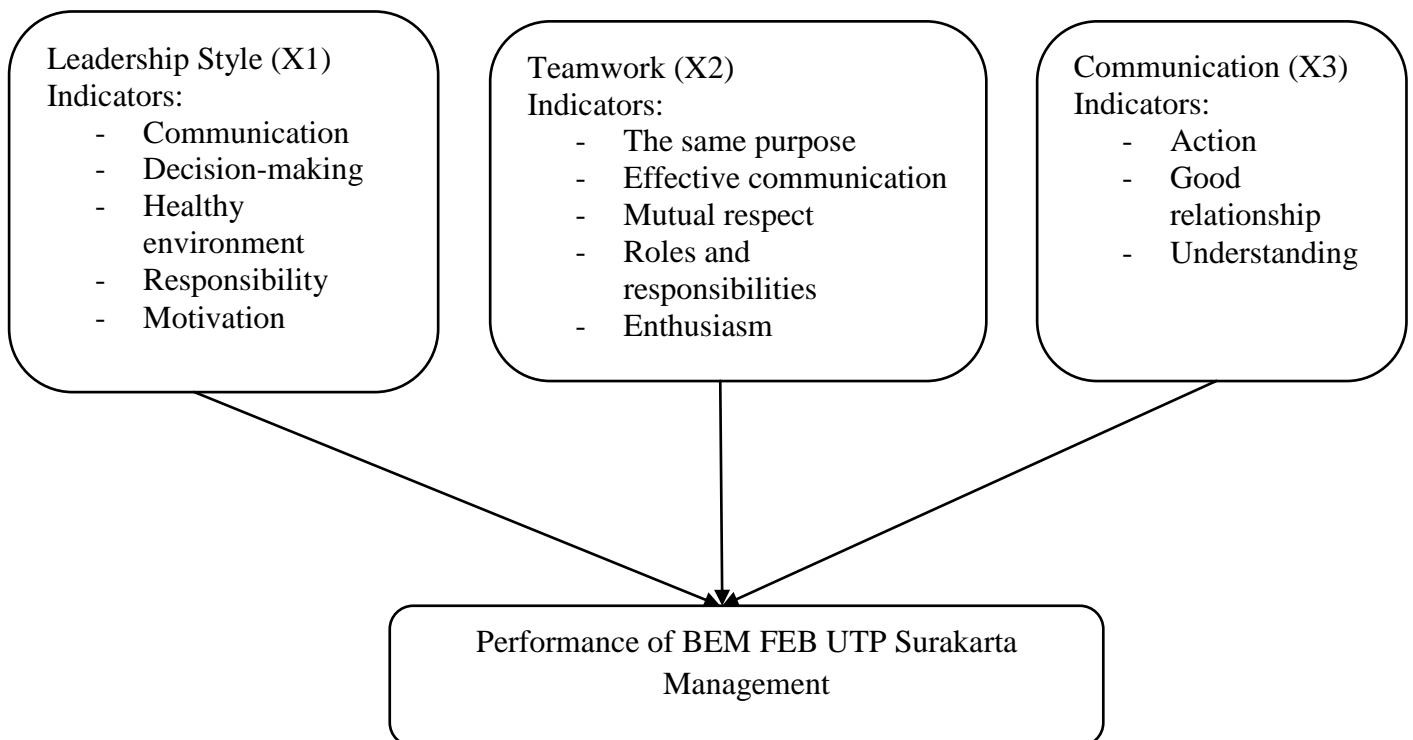 Leadership Style (X1)
Indicators:
- Communication
- Decision-making
- Healthy
environment
- Responsibility
- Motivation
Teamwork (X2)
Indicators:
- The same purpose
- Effective communication
- Mutual respect
- Roles and
responsibilities
- Enthusiasm
Communication (X3)
Indicators:
- Action
- Good
relationship
- Understanding
Performance of BEM FEB UTP Surakarta
Management